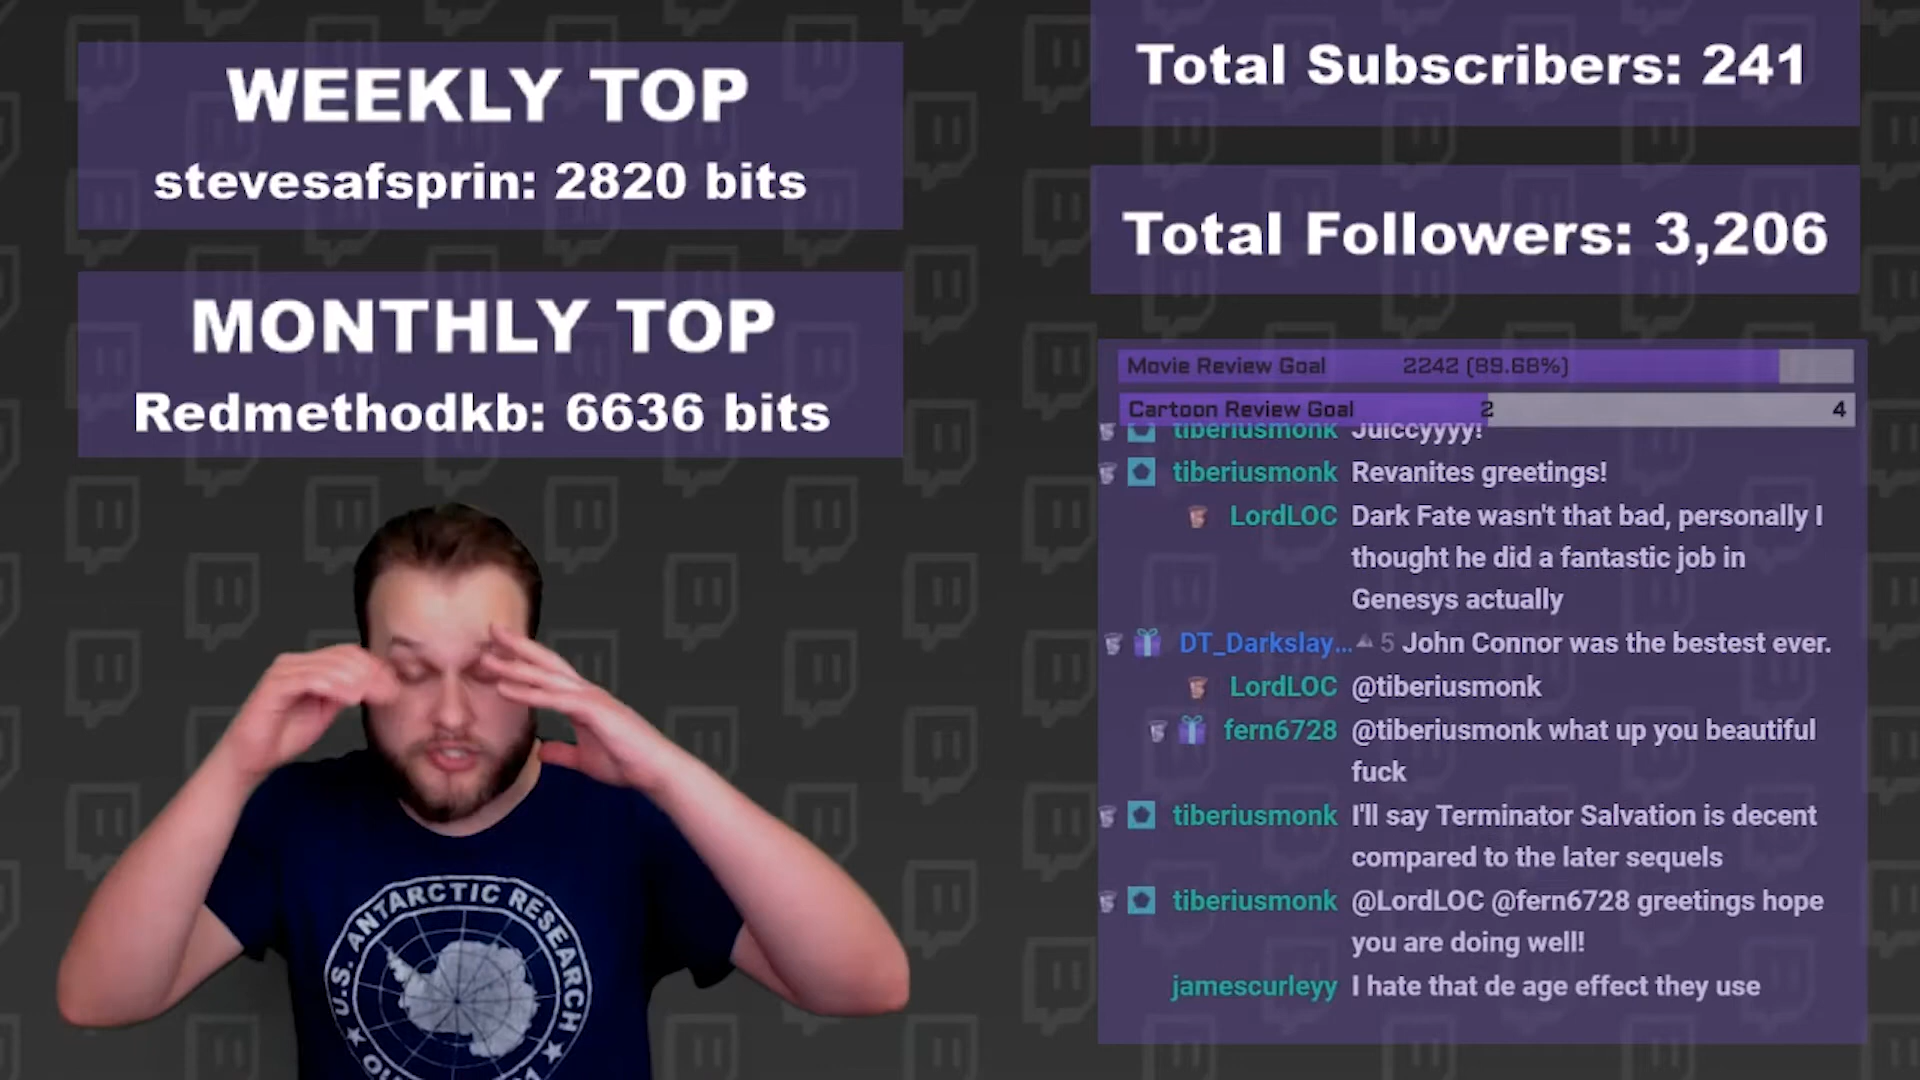 WEEKLY TOP
stevesafsprin: 2820 bits
MONTHLY TOP
Redmethodkb: 6636 bits
Total Subscribers: 241
Total Followers: 3,206
Movie Review Goal 2242 (89.68%)
Cartoon Review Goal 2 4
tiberiusmonk Juiccyyyy!
tiberiusmonk Revanites greetings!
LordLOC Dark Fate wasn't that bad, personally I
thought he did a fantastic job in
Genesys actually
DT_Darkslay... 5 John Connor was the bestest ever.
LordLOC @tiberiusmonk
fern6728 @tiberiusmonk what up you beautiful
fuck
tiberiusmonk I'll say Terminator Salvation is decent
compared to the later sequels
tiberiusmonk @LordLOC @fern6728 greetings hope
you are doing well!
jamescurleyy I hate that de age effect they use
U.S. ANTARCTIC RESEARCH